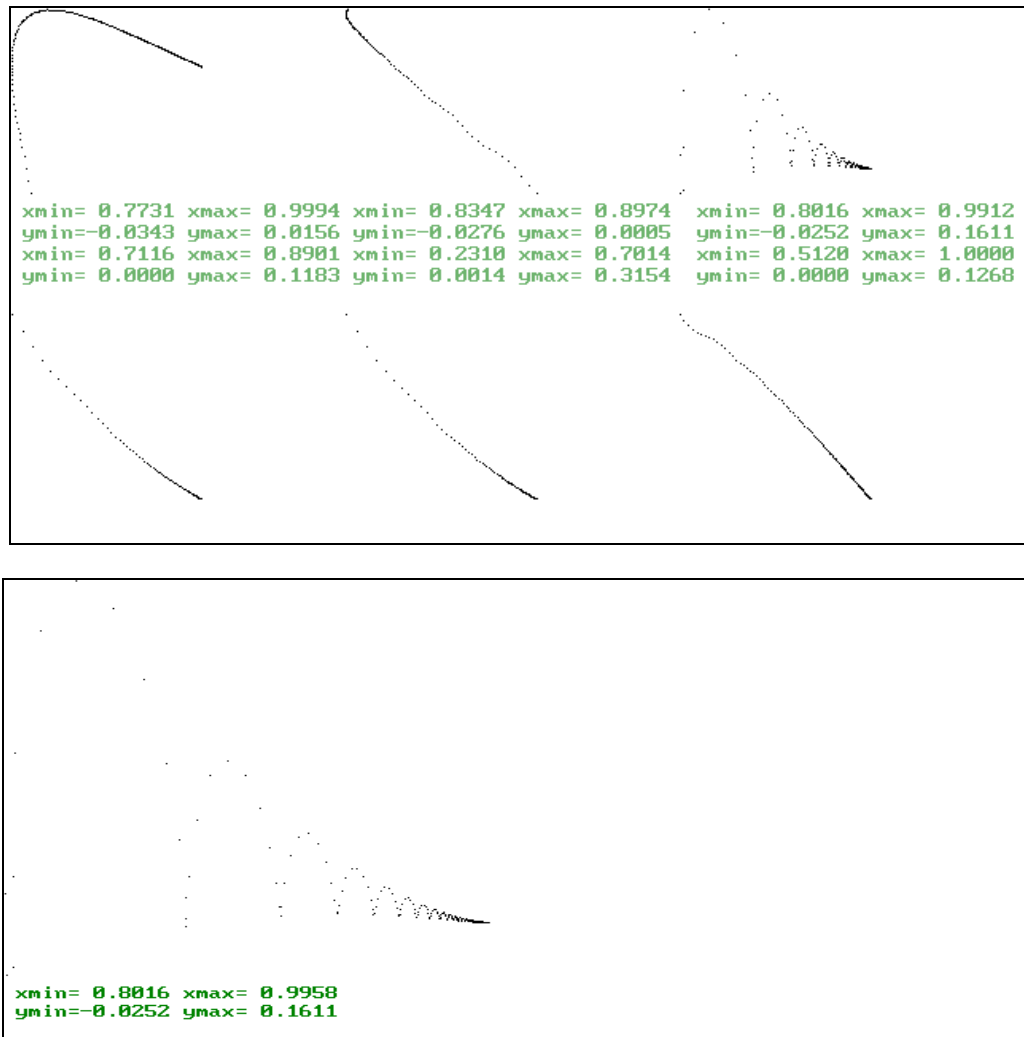 xmin= 0.7731 xmax= 0.9994 xmin= 0.8347 xmax= 0.8974 xmin= 0.8016 xmax= 0.9912
ymin=-0.0343 ymax= 0.0156 ymin=-0.0276 ymax= 0.0005 ymin=-0.0252 ymax= 0.1611
xmin= 0.7116 xmax= 0.8901 xmin= 0.2310 xmax= 0.7014 xmin= 0.5120 xmax= 1.0000
ymin= 0.0000 ymax= 0.1183 ymin= 0.0014 ymax= 0.3154 ymin= 0.0000 ymax= 0.1268
xmin= 0.8016 xmax= 0.9958
ymin=-0.0252 ymax= 0.1611